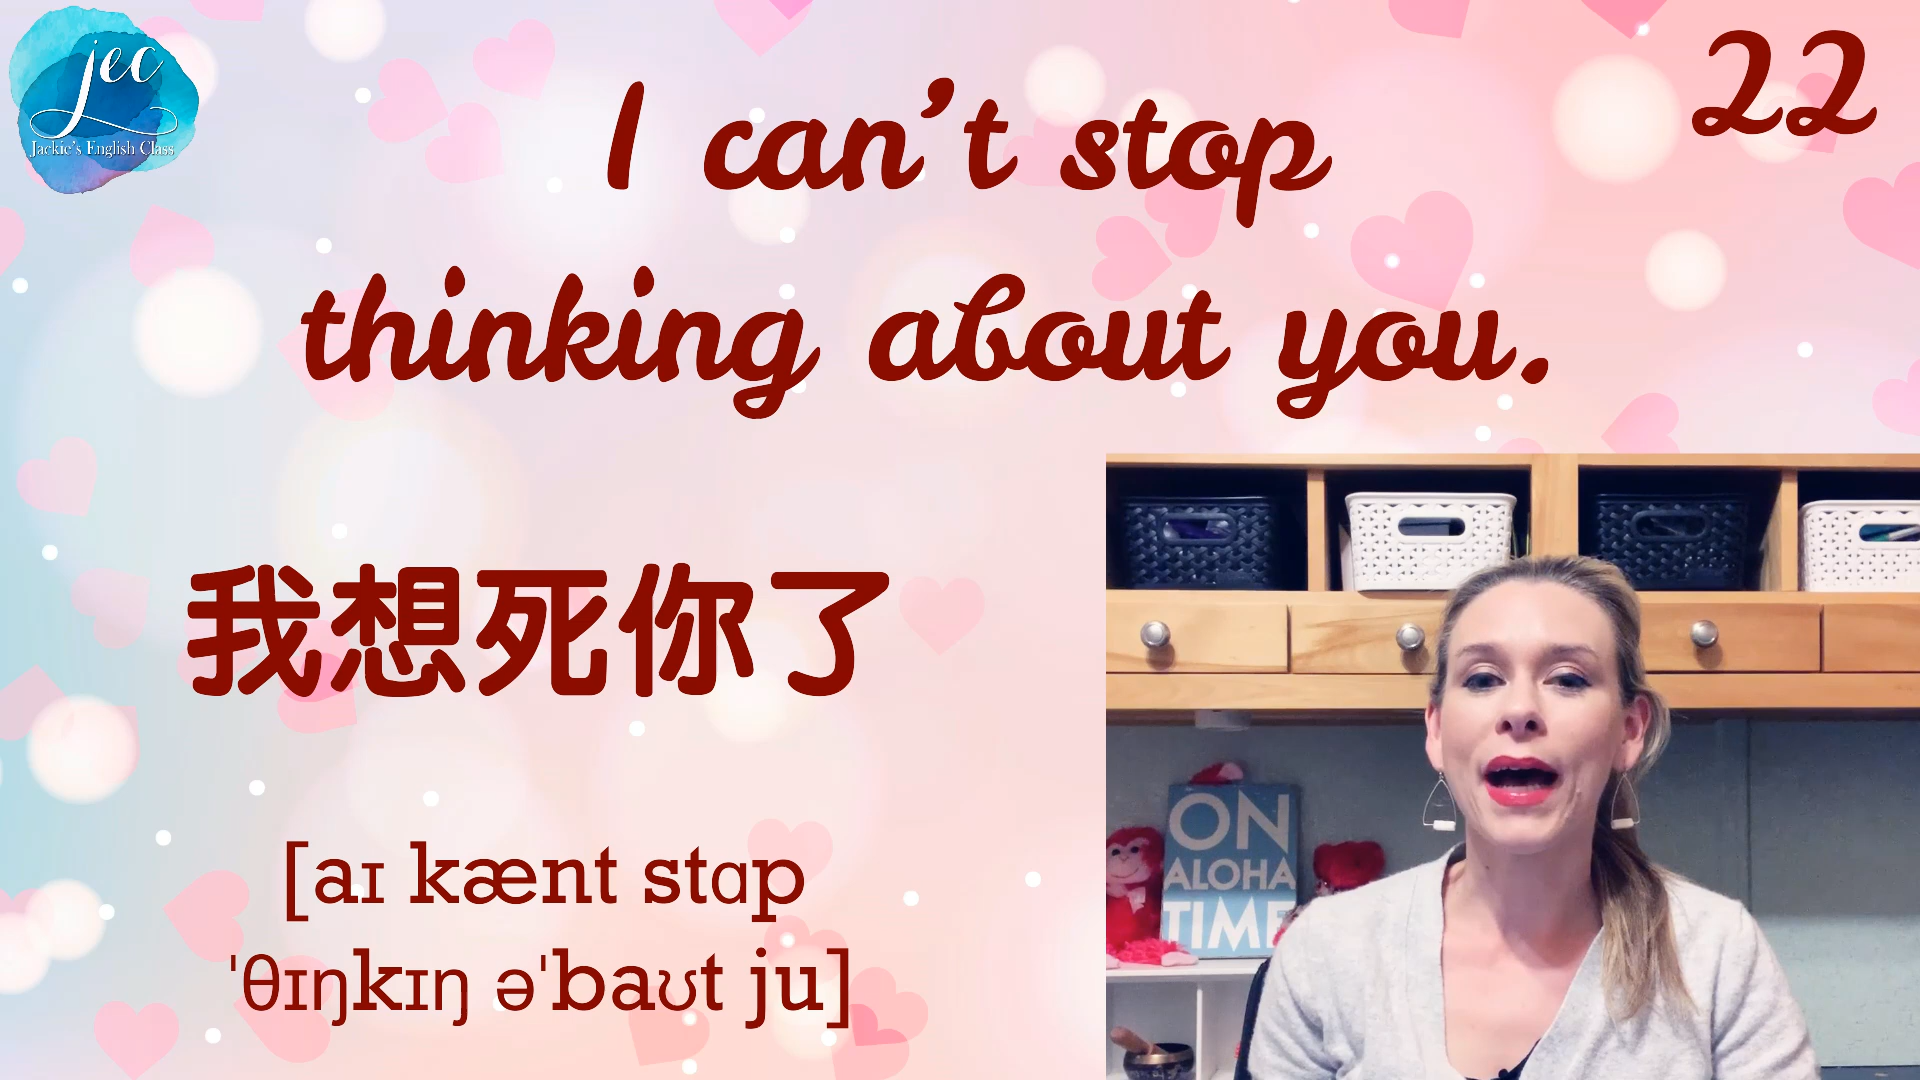 jec
Jackie's English Class
22
I can't stop
thinking about you.
我想死你了
[aɪ kænt stɑp
ˈθɪŋkɪŋ əˈbaʊt ju]
ON
ALOHA
TIME